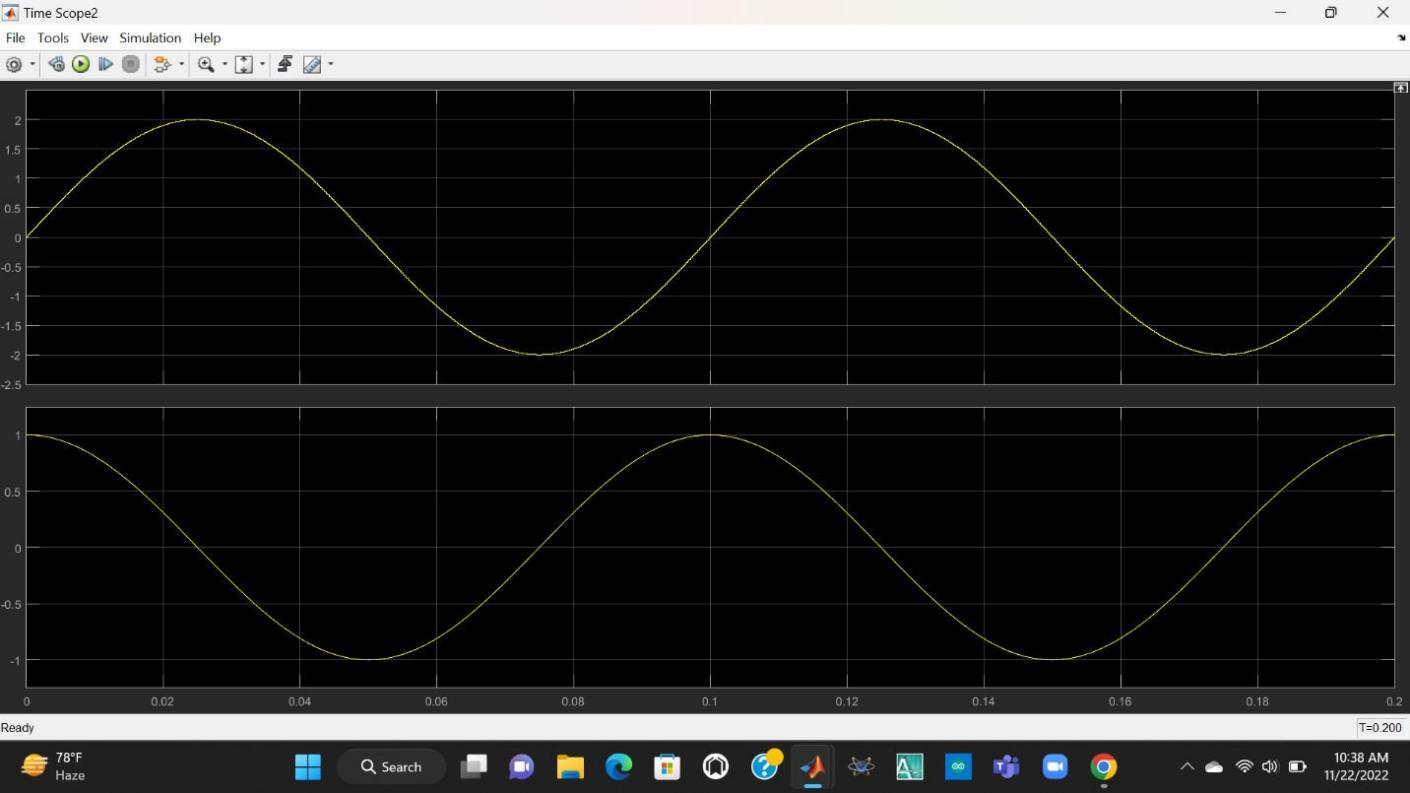 Time Scope2
File Tools View Simulation Help
2
1.5
1
0.5
0
-0.5
-1
-1.5
-2
-2.5
1
0.5
0
-0.5
-1
0 0.02 0.04 0.06 0.08 0.1 0.12 0.14 0.16 0.18 0.2
Ready T=0.200
78°F
Haze
Search
10:38 AM
11/22/2022